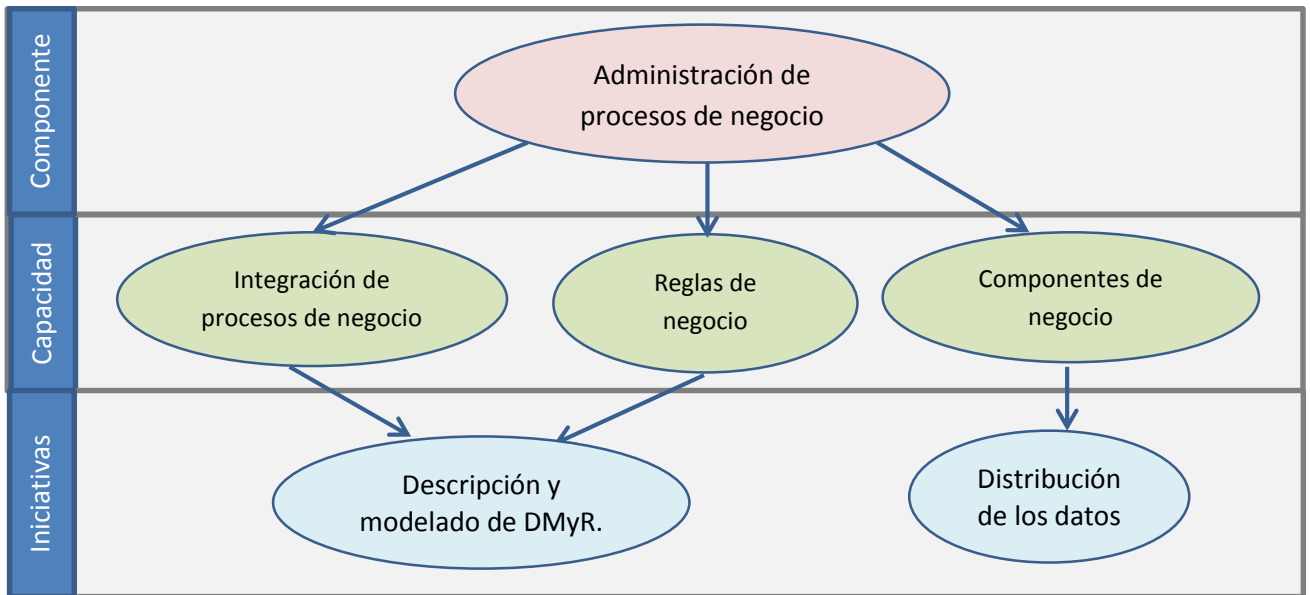 Componente
Administración de
procesos de negocio
Capacidad
Integración de
procesos de negocio
Reglas de
negocio
Componentes de
negocio
Iniciativas
Descripción y
modelado de DMyR.
Distribución
de los datos